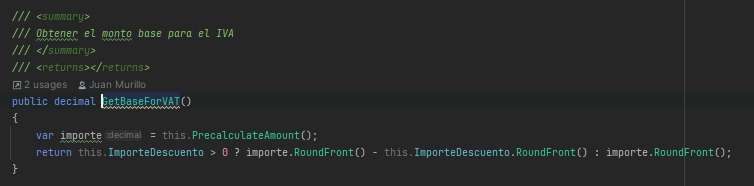 /// <summary>
/// Obtener el monto base para el IVA
/// </summary>
/// <returns></returns>
2 usages Juan Murillo
public decimal GetBaseForVAT()
{
var importe decimal = this.PrecalculateAmount();
return this.ImporteDescuento > 0 ? importe.RoundFront() - this.ImporteDescuento.RoundFront() : importe.RoundFront();
}